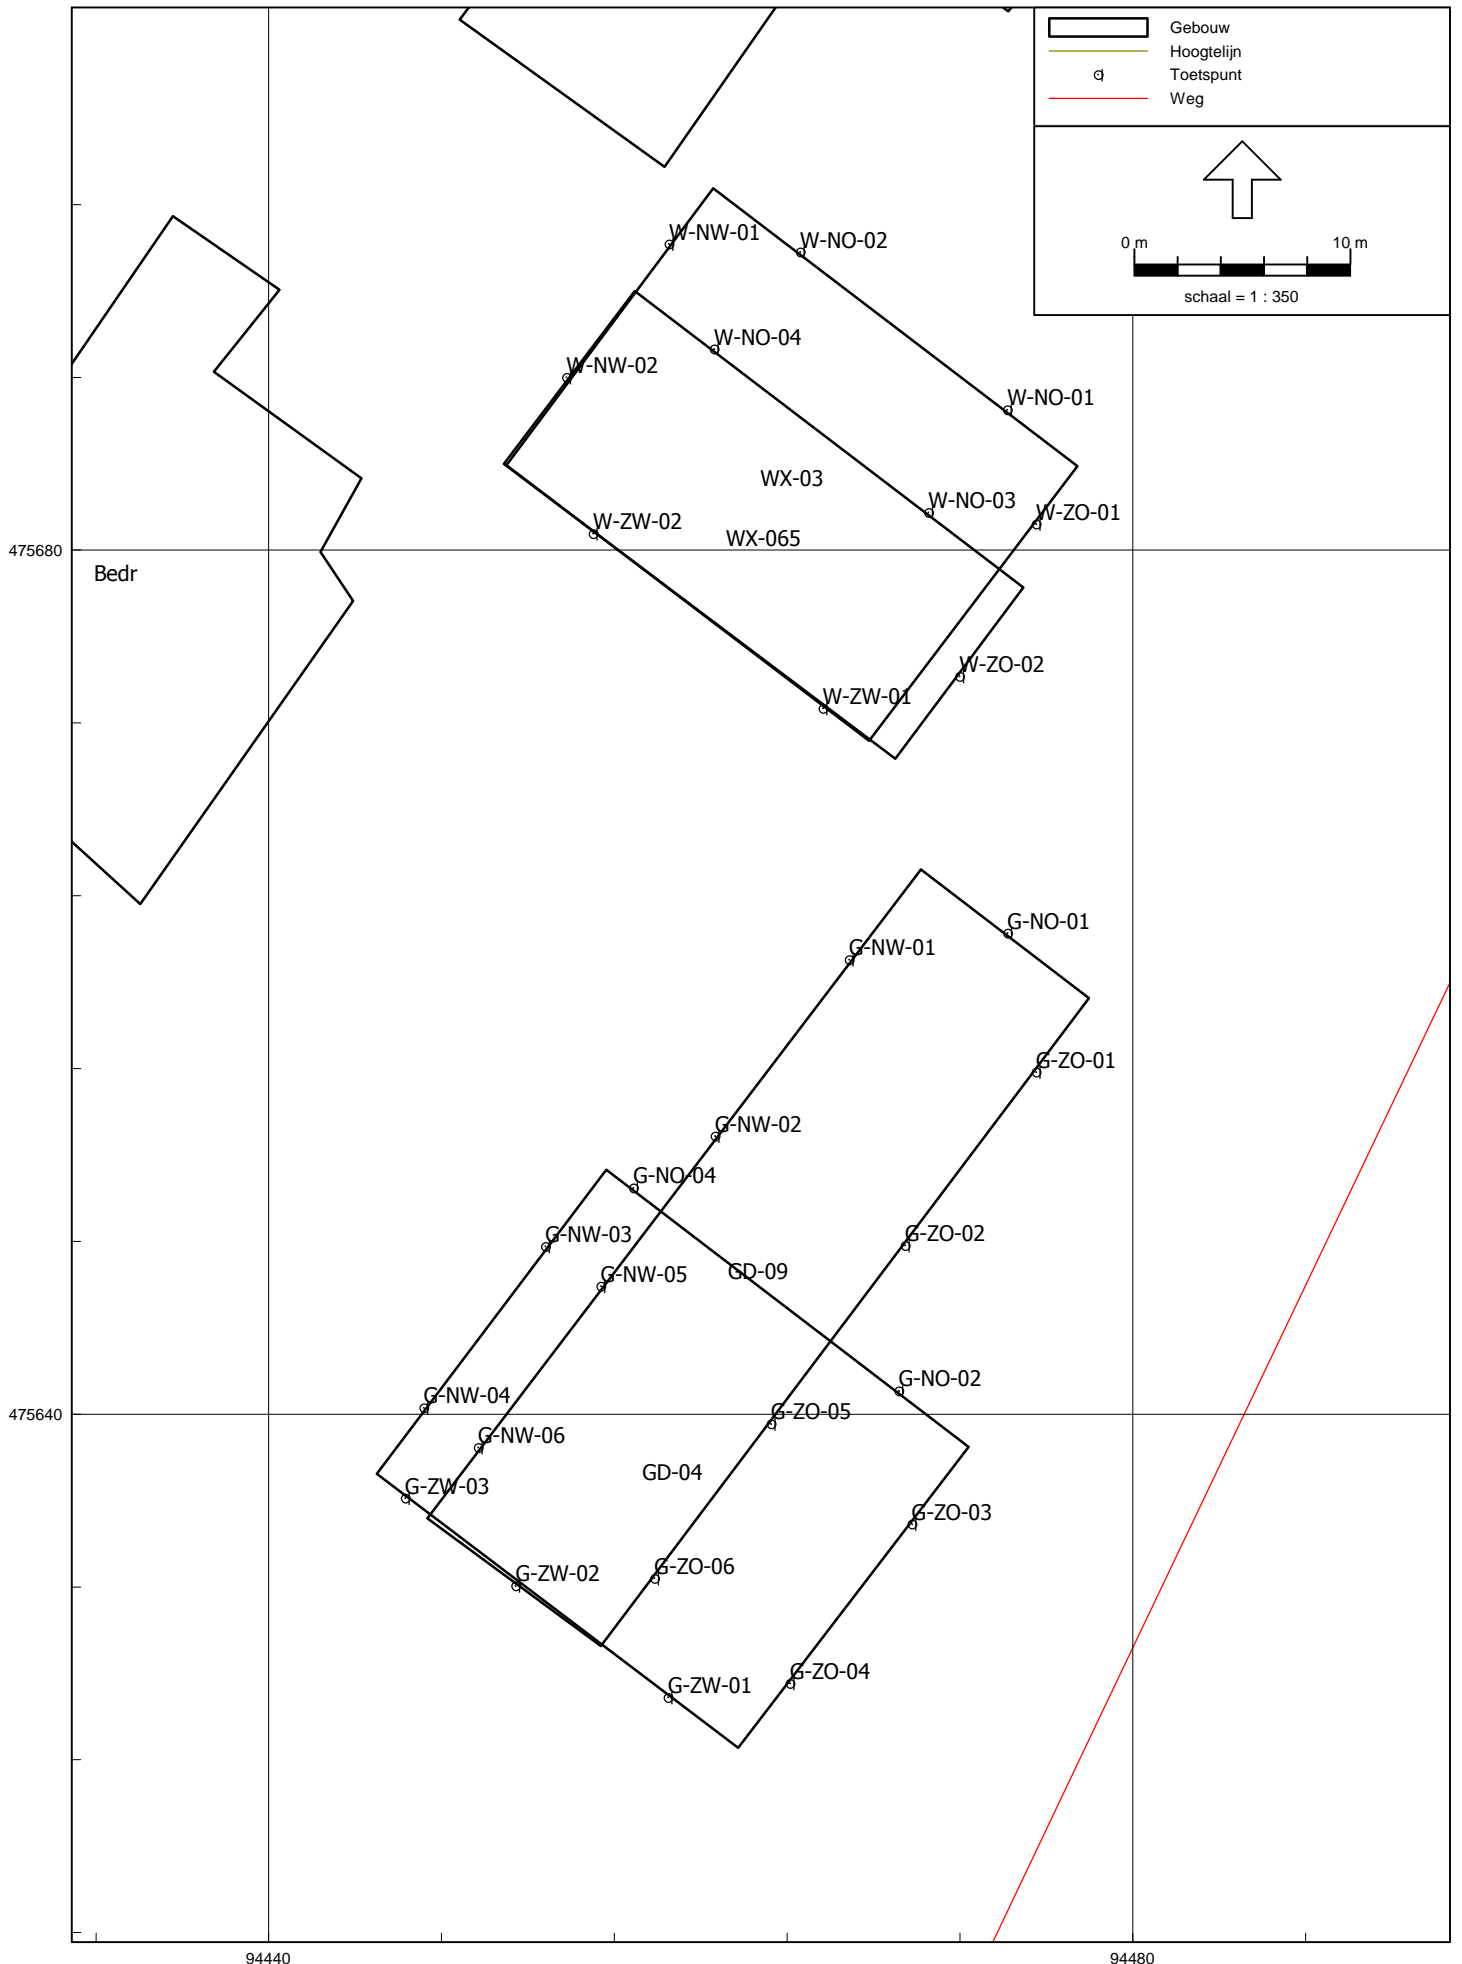 Gebouw
Hoogtelijn
Toetspunt
Weg
0 m 10 m
schaal = 1 : 350
W-NW-01
W-NO-02
W-NO-04
W-NW-02
W-NO-01
WX-03
W-NO-03
W-ZO-01
W-ZW-02
WX-065
475680
Bedr
W-ZO-02
W-ZW-01
G-NO-01
G-NW-01
G-ZO-01
G-NW-02
G-NO-04
G-NW-03
G-ZO-02
GD-09
G-NW-05
G-NO-02
G-NW-04
475640
G-ZO-05
G-NW-06
GD-04
G-ZW-03
G-ZO-03
G-ZO-06
G-ZW-02
G-ZO-04
G-ZW-01
94440 94480